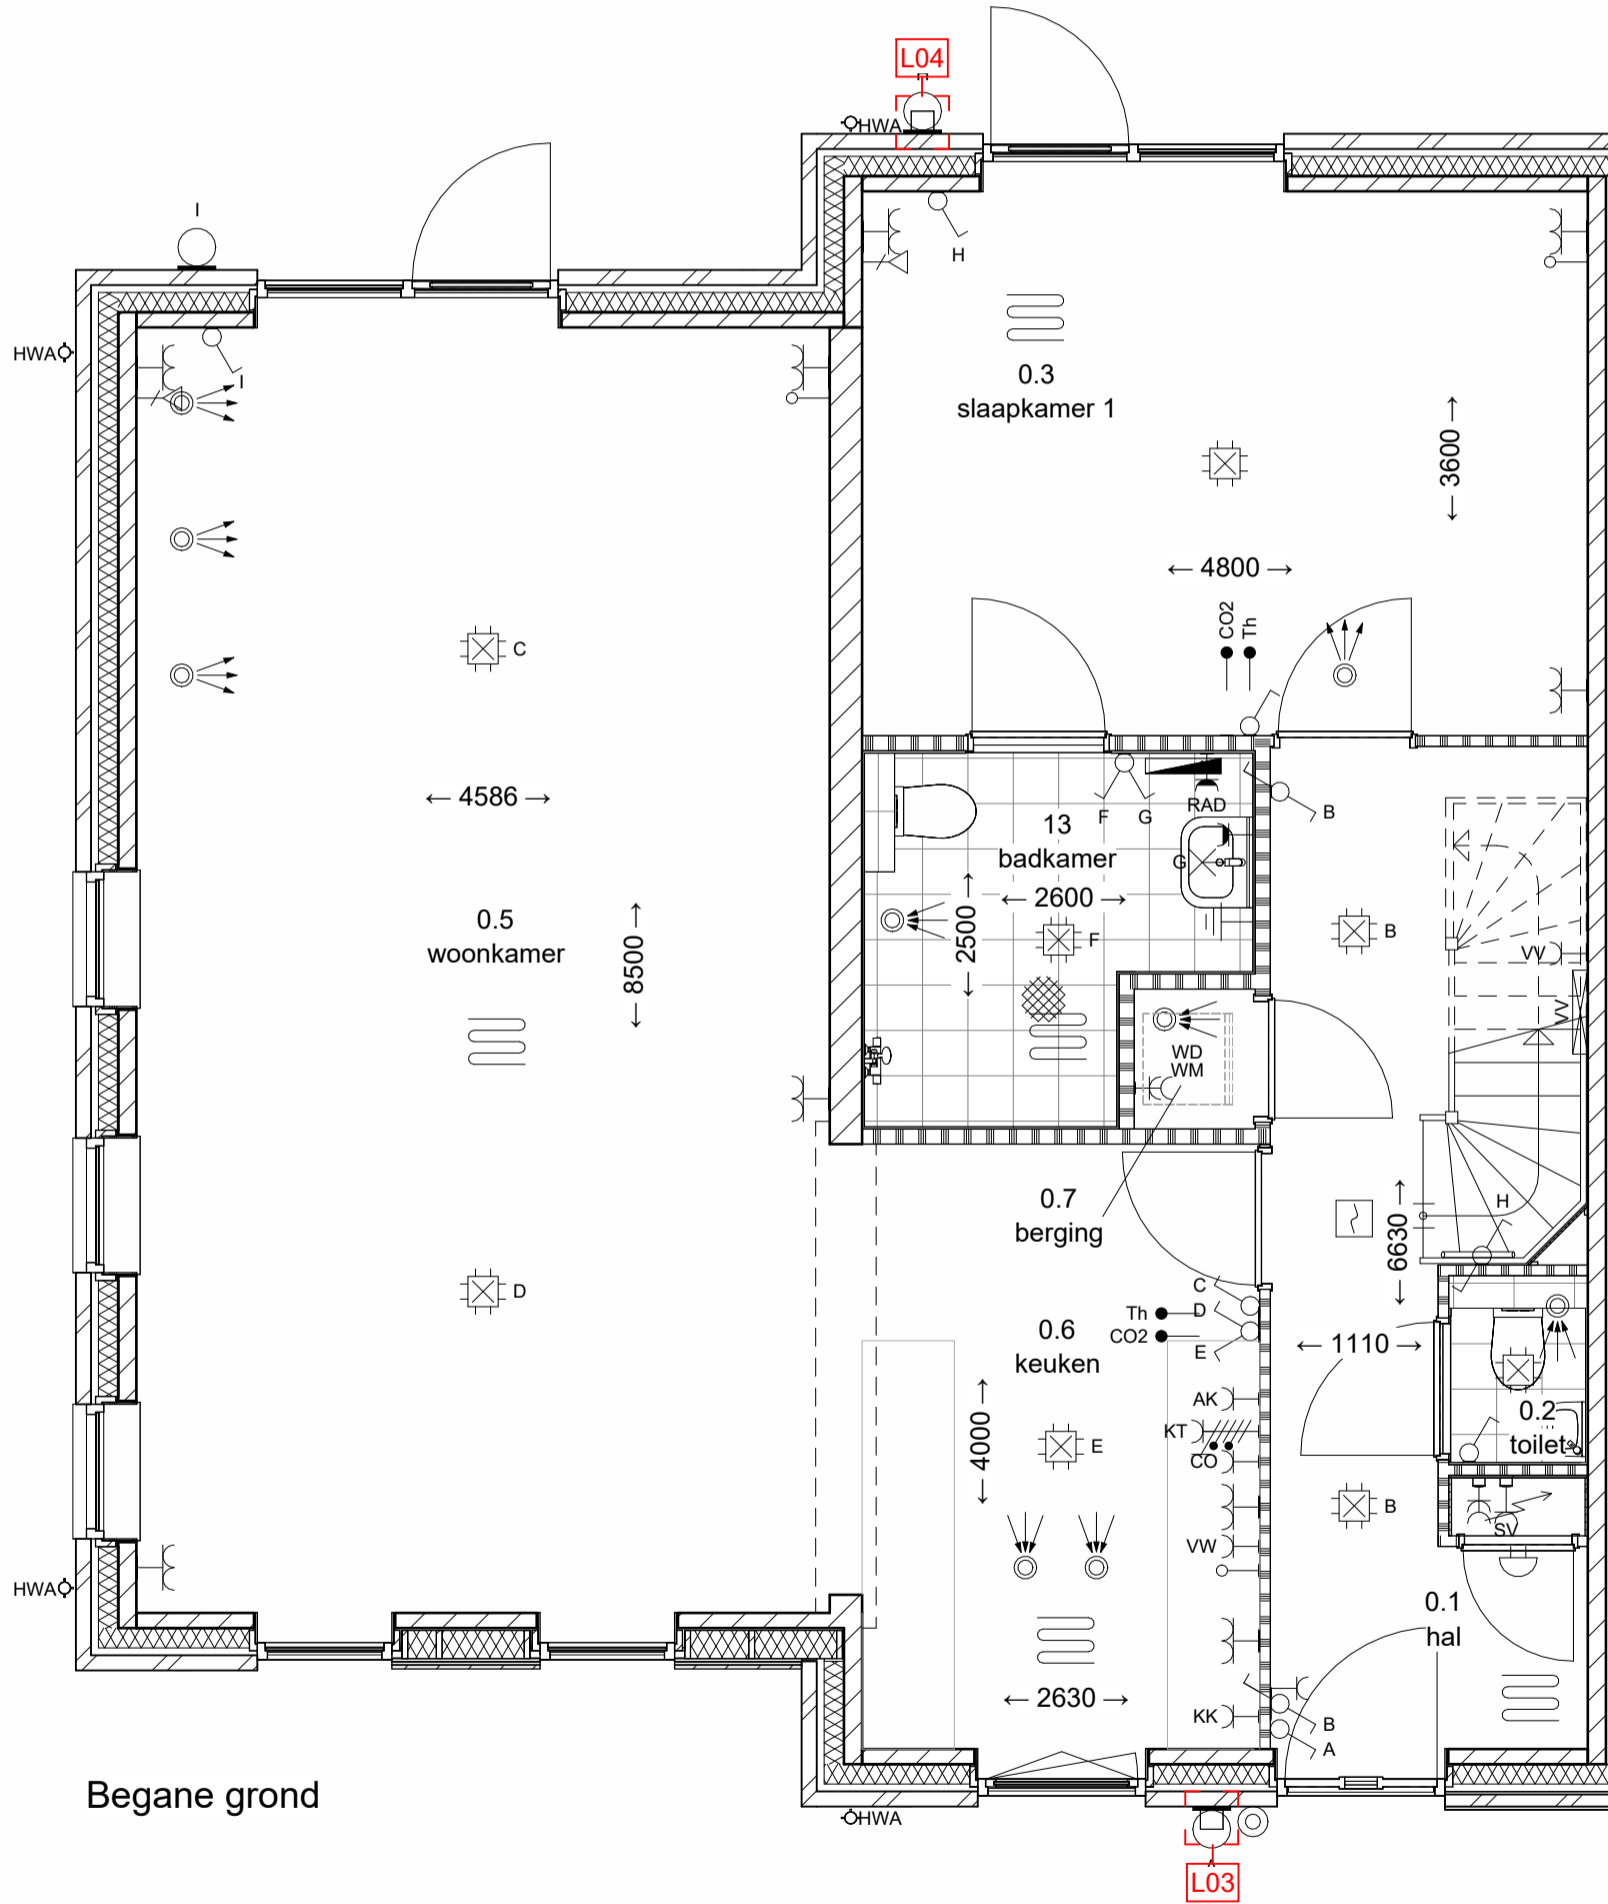 L04
HWA
I
H
HWA
I
0.3
slaapkamer 1
3600
4800
CO2
Th
C
4586
RAD
F
G
B
13
badkamer
G
2600
2500
F
B
VV
VV
0.5
woonkamer
8500
WD
WM
0.7
berging
H
6630
C
D
E
Th
CO2
0.6
keuken
1110
D
AK
KT
CO
0.2
toilet
4000
E
B
SV
VW
HWA
0.1
hal
2630
KK
B
A
Begane grond
HWA
A
L03